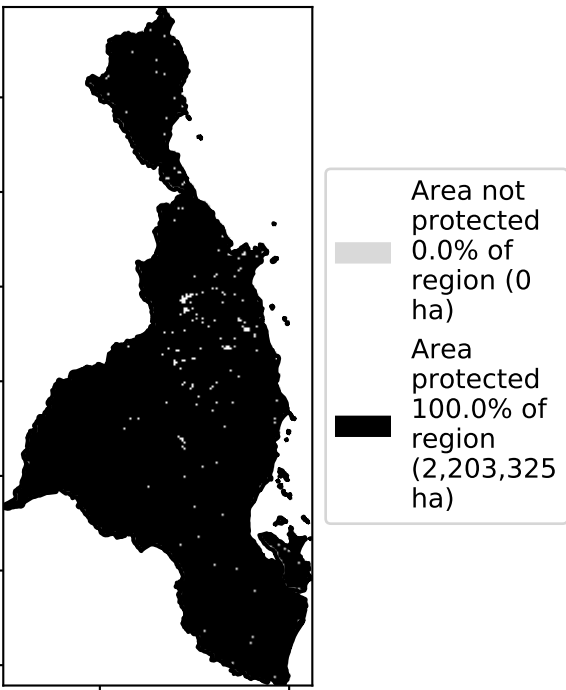 Area not
protected
0.0% of
region (0
ha)
Area
protected
100.0% of
region
(2,203,325
ha)